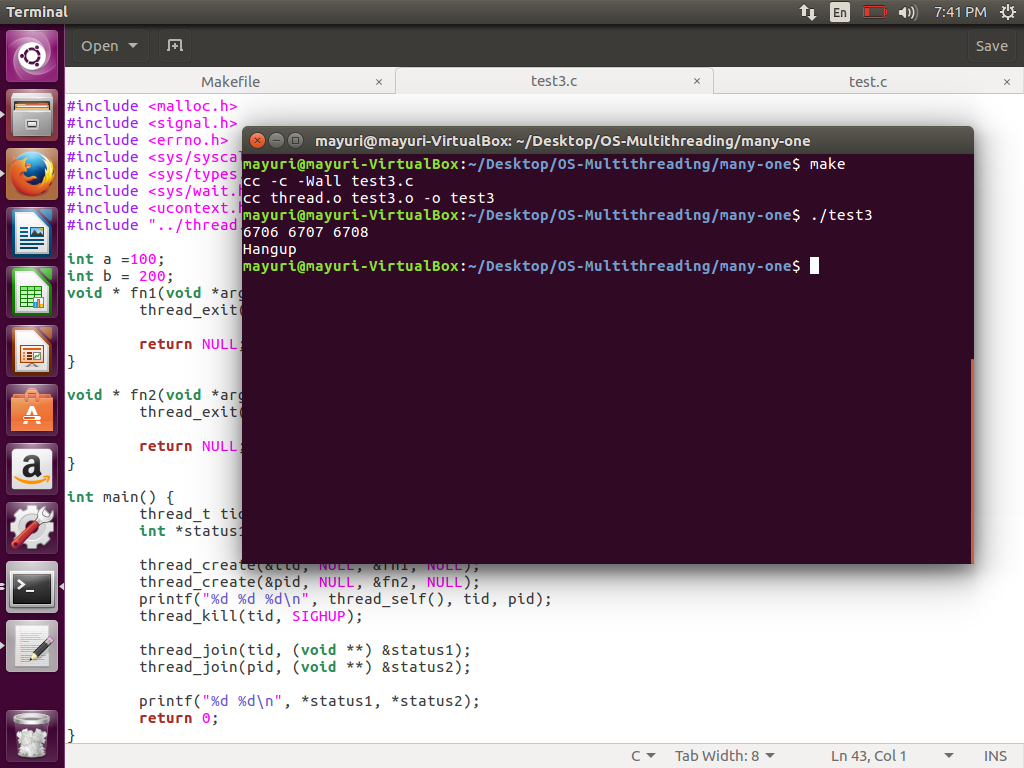 Terminal
En
7:41 PM
Open
Save
Makefile
test3.c
test.c
#include <malloc.h>
#include <signal.h>
#include <errno.h>
#include <sys/sysca
#include <sys/types
#include <sys/wait.h
#include <ucontext.h
#include "../thread
int a =100;
int b = 200;
void * fn1(void *arg
thread_exit(
return NULL;
}
void * fn2(void *arg
thread_exit(
return NULL;
}
int main() {
thread_t tid
int *status1
thread_create(&tid, NULL, &fn1, NULL);
thread_create(&pid, NULL, &fn2, NULL);
printf("%d %d %d\n", thread_self(), tid, pid);
thread_kill(tid, SIGHUP);
thread_join(tid, (void **) &status1);
thread_join(pid, (void **) &status2);
printf("%d %d\n", *status1, *status2);
return 0;
}
mayuri@mayuri-VirtualBox: ~/Desktop/OS-Multithreading/many-one
mayuri@mayuri-VirtualBox:~/Desktop/OS-Multithreading/many-one$ make
cc -c -Wall test3.c
cc thread.o test3.o -o test3
mayuri@mayuri-VirtualBox:~/Desktop/OS-Multithreading/many-one$ ./test3
6706 6707 6708
Hangup
mayuri@mayuri-VirtualBox:~/Desktop/OS-Multithreading/many-one$
C
Tab Width: 8
Ln 43, Col 1
INS